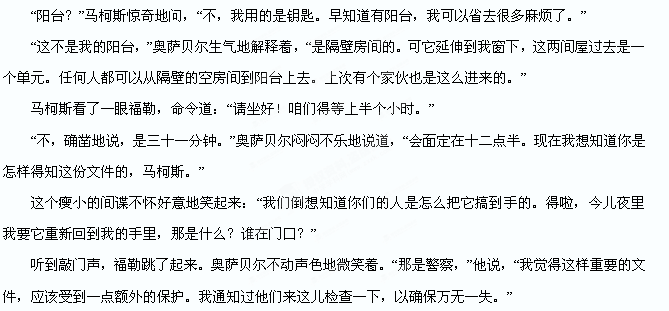 “阳台？”马柯斯惊奇地问，“不，我用的是钥匙。早知道有阳台，我可以省去很多麻烦了。”
“这不是我的阳台，”奥萨贝尔生气地解释着，“是隔壁房间的。可它延伸到我窗下，这两间屋过去是一
个单元。任何人都可以从隔壁的空房间到阳台上去。上次有个家伙也是这么进来的。”
马柯斯看了一眼福勒，命令道：“请坐好！咱们得等上半个小时。”
“不，确凿地说，是三十一分钟。”奥萨贝尔闷闷不乐地说道，“会面定在十二点半。现在我想知道你是
怎样得知这份文件的，马柯斯。”
这个瘦小的间谍不怀好意地笑起来：“我们倒想知道你们的人是怎么把它搞到手的。得啦，今儿夜里
我要它重新回到我的手里，那是什么？谁在门口？”
听到敲门声，福勒跳了起来。奥萨贝尔不动声色地微笑着。“那是警察，”他说，“我觉得这样重要的文
件，应该受到一点额外的保护。我通知过他们来这儿检查一下，以确保万无一失。”